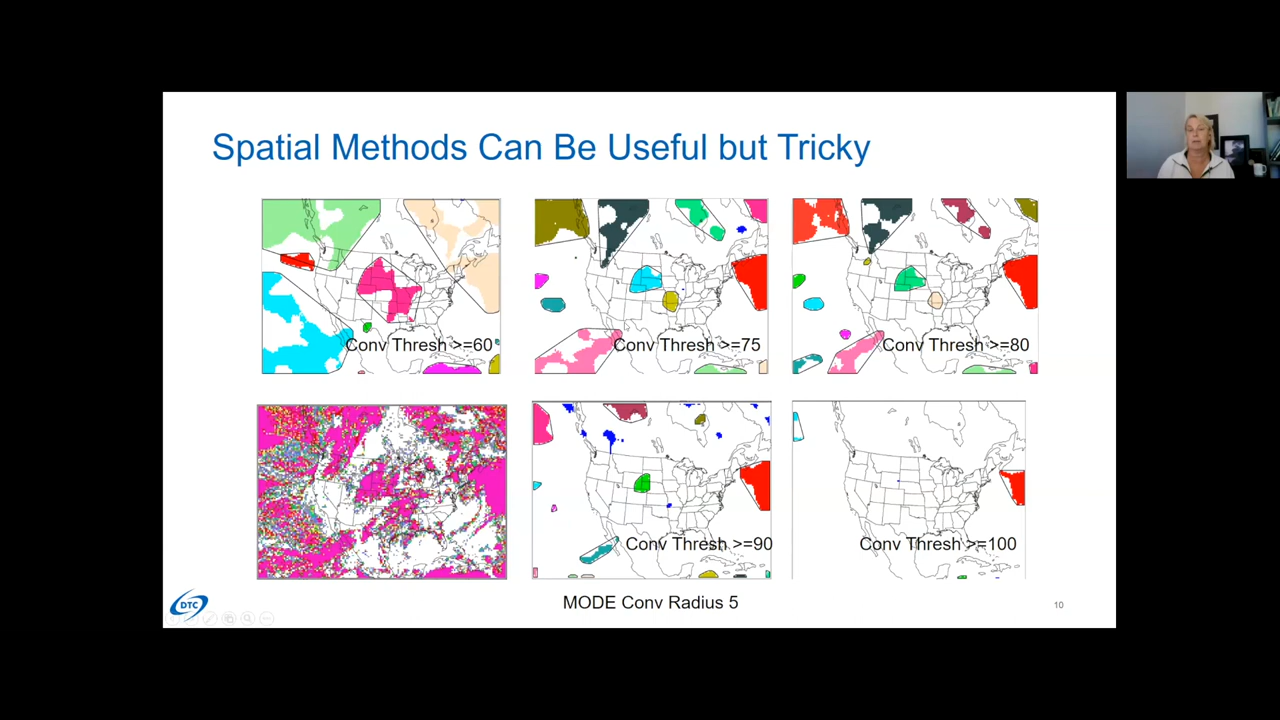 Spatial Methods Can Be Useful but Tricky
Conv Thresh >=60
Conv Thresh >=75
Conv Thresh >=80
Conv Thresh >=90
Conv Thresh >=100
MODE Conv Radius 5
DTC
10